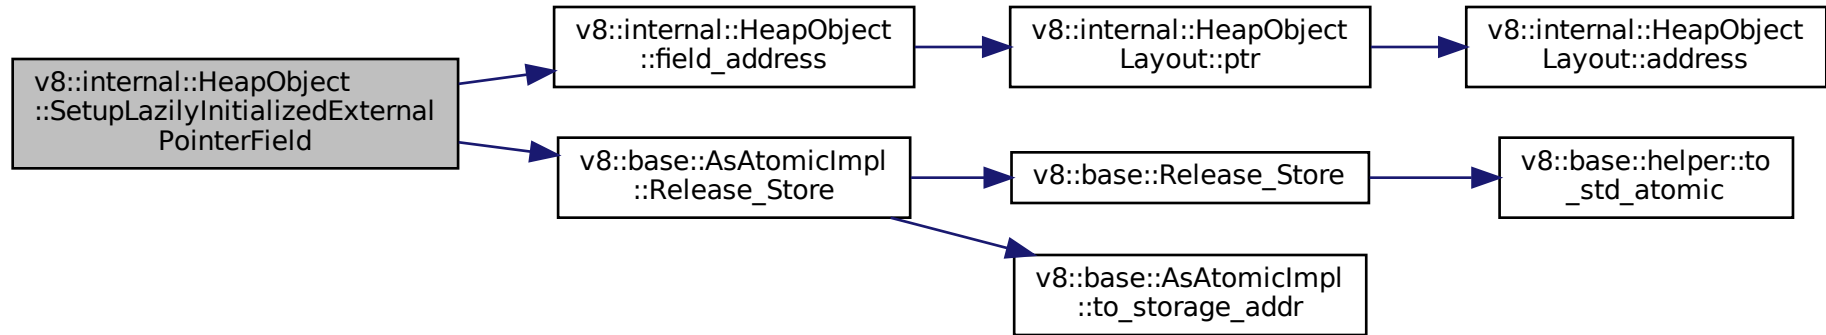 v8::internal::HeapObject
::SetupLazilyInitializedExternal
PointerField
v8::internal::HeapObject
::field_address
v8::internal::HeapObject
Layout::ptr
v8::internal::HeapObject
Layout::address
v8::base::AsAtomicImpl
::Release_Store
v8::base::Release_Store
v8::base::helper::to
_std_atomic
v8::base::AsAtomicImpl
::to_storage_addr